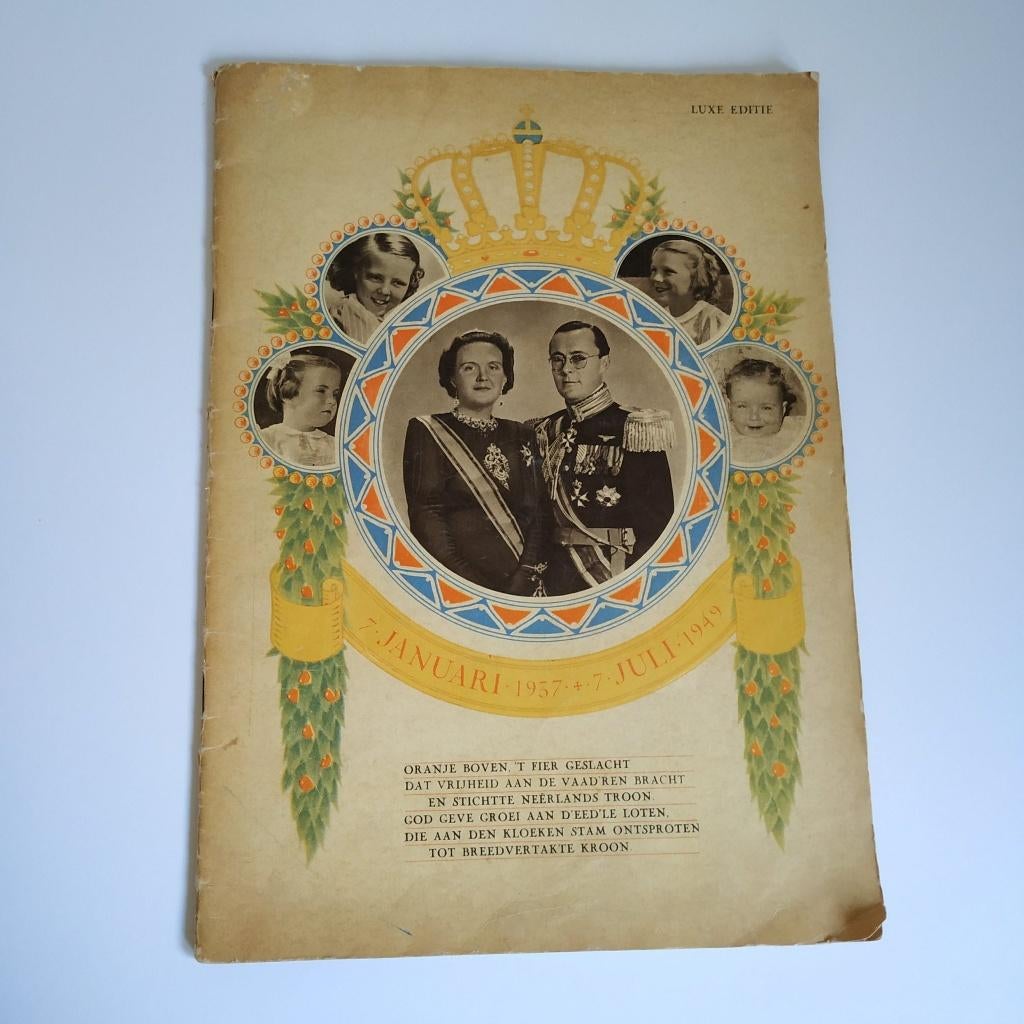 LUXE EDITIE
7 · JANUARI · 1937 · + · 7 · JULI · 1949
ORANJE BOVEN, 'T FIER GESLACHT
DAT VRIJHEID AAN DE VAAD'REN BRACHT
EN STICHTTE NEÊRLANDS TROON.
GOD GEVE GROEI AAN D'EED'LE LOTEN,
DIE AAN DEN KLOEKEN STAM ONTSPROTEN
TOT BREEDVERTAKTE KROON.